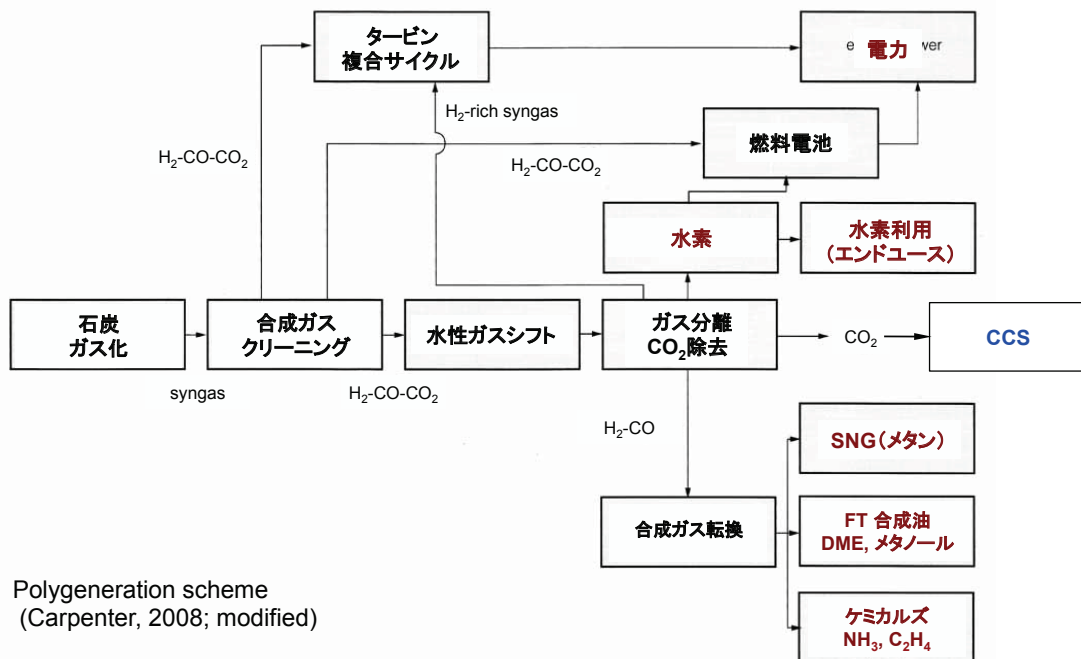 タービン
複合サイクル
e 電力 wer
H₂-rich syngas
燃料電池
H₂-CO-CO₂
H₂-CO-CO₂
水素
水素利用
(エンドユース)
石炭
ガス化
合成ガス
クリーニング
水性ガスシフト
ガス分離
CO₂除去
CO₂
CCS
syngas
H₂-CO-CO₂
H₂-CO
SNG(メタン)
合成ガス転換
FT 合成油
DME, メタノール
Polygeneration scheme
(Carpenter, 2008; modified)
ケミカルズ
NH₃, C₂H₄